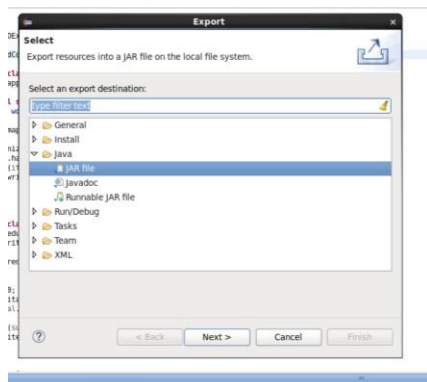 Export
Select
Export resources into a JAR file on the local file system.
Select an export destination:
type filter text
General
Install
Java
JAR file
Javadoc
Runnable JAR file
Run/Debug
Tasks
Team
XML
< Back
Next >
Cancel
Finish